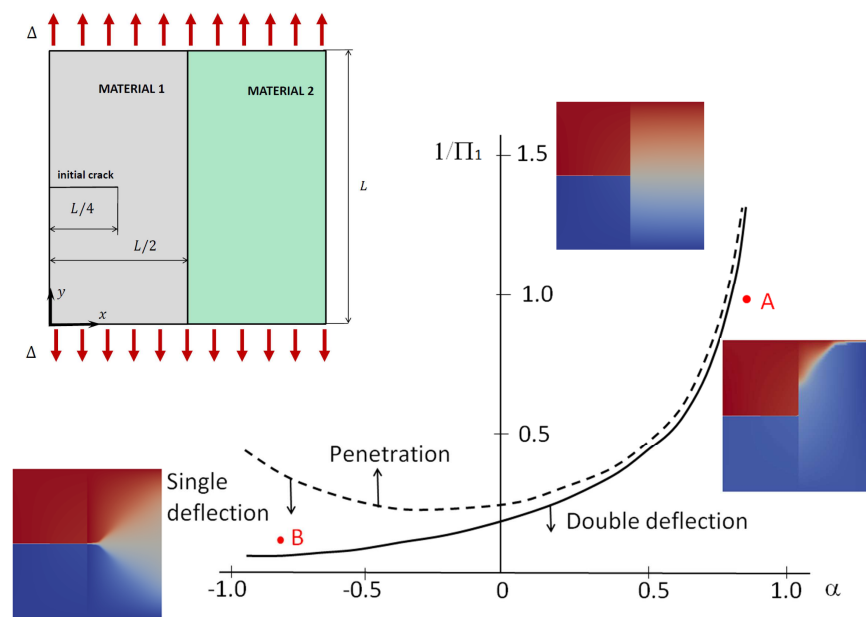 Δ
MATERIAL 1
MATERIAL 2
initial crack
L/4
L/2
L
y
x
Δ
1/Π1
1.5
1.0
A
0.5
Penetration
Single
deflection
B
Double deflection
-1.0
-0.5
0
0.5
1.0
α